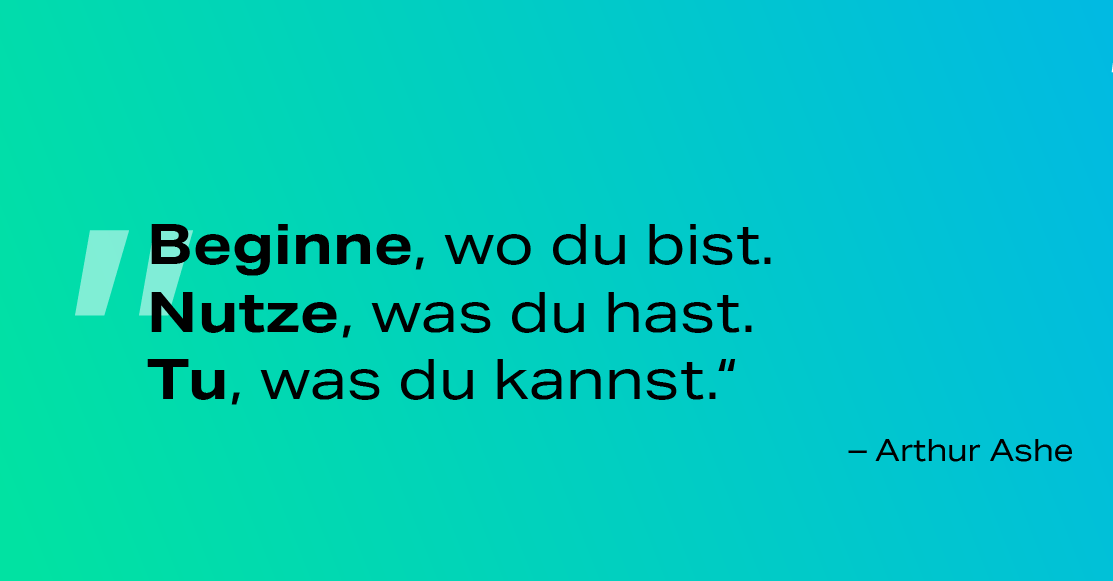 "Beginne, wo du bist.
Nutze, was du hast.
Tu, was du kannst.“
– Arthur Ashe